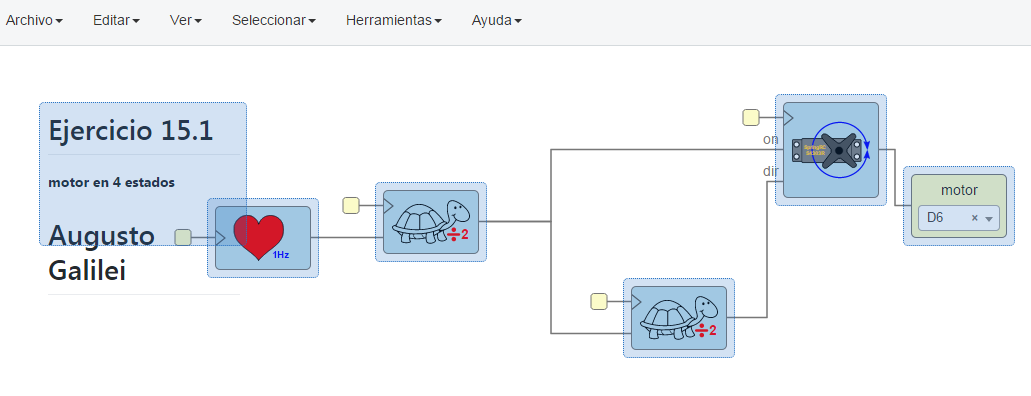 Archivo Editar Ver Seleccionar Herramientas Ayuda
Ejercicio 15.1
motor en 4 estados
Augusto
Galilei
1Hz
÷2
÷2
on
dir
motor
D6 ×